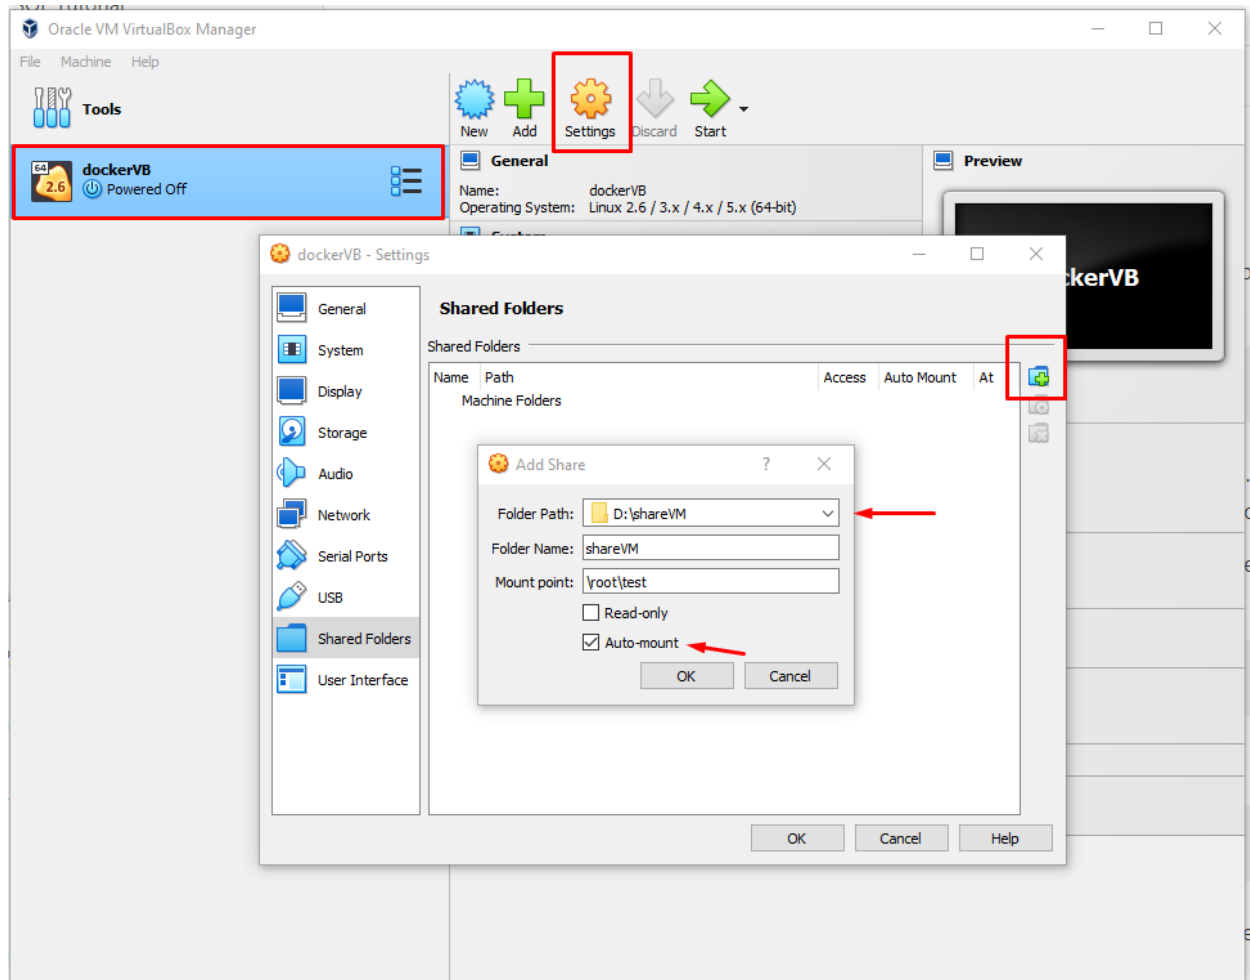 Oracle VM VirtualBox Manager
File Machine Help
Tools
New Add Settings Discard Start
64
2.6
dockerVB
Powered Off
General
Name: dockerVB
Operating System: Linux 2.6 / 3.x / 4.x / 5.x (64-bit)
Preview
ckerVB
dockerVB - Settings
General
System
Display
Storage
Audio
Network
Serial Ports
USB
Shared Folders
User Interface
Shared Folders
Shared Folders
Name Path Access Auto Mount At
Machine Folders
Add Share
?
Folder Path: D:\shareVM
Folder Name: shareVM
Mount point: \root\test
Read-only
Auto-mount
OK Cancel
OK Cancel Help